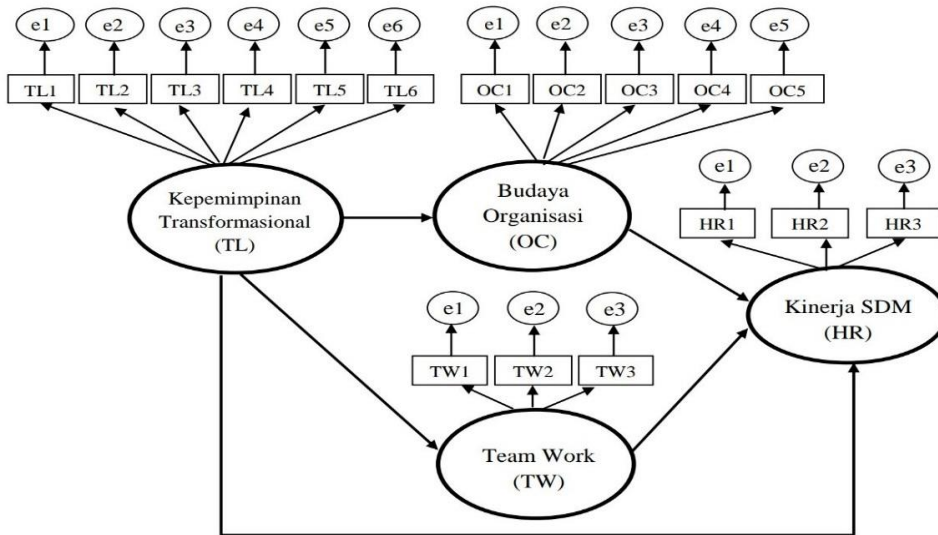 e1 e2 e3 e4 e5 e6
e1 e2 e3 e4 e5
TL1 TL2 TL3 TL4 TL5 TL6
OC1 OC2 OC3 OC4 OC5
Kepemimpinan
Transformasional
(TL)
Budaya
Organisasi
(OC)
e1 e2 e3
HR1 HR2 HR3
Kinerja SDM
(HR)
e1 e2 e3
TW1 TW2 TW3
Team Work
(TW)